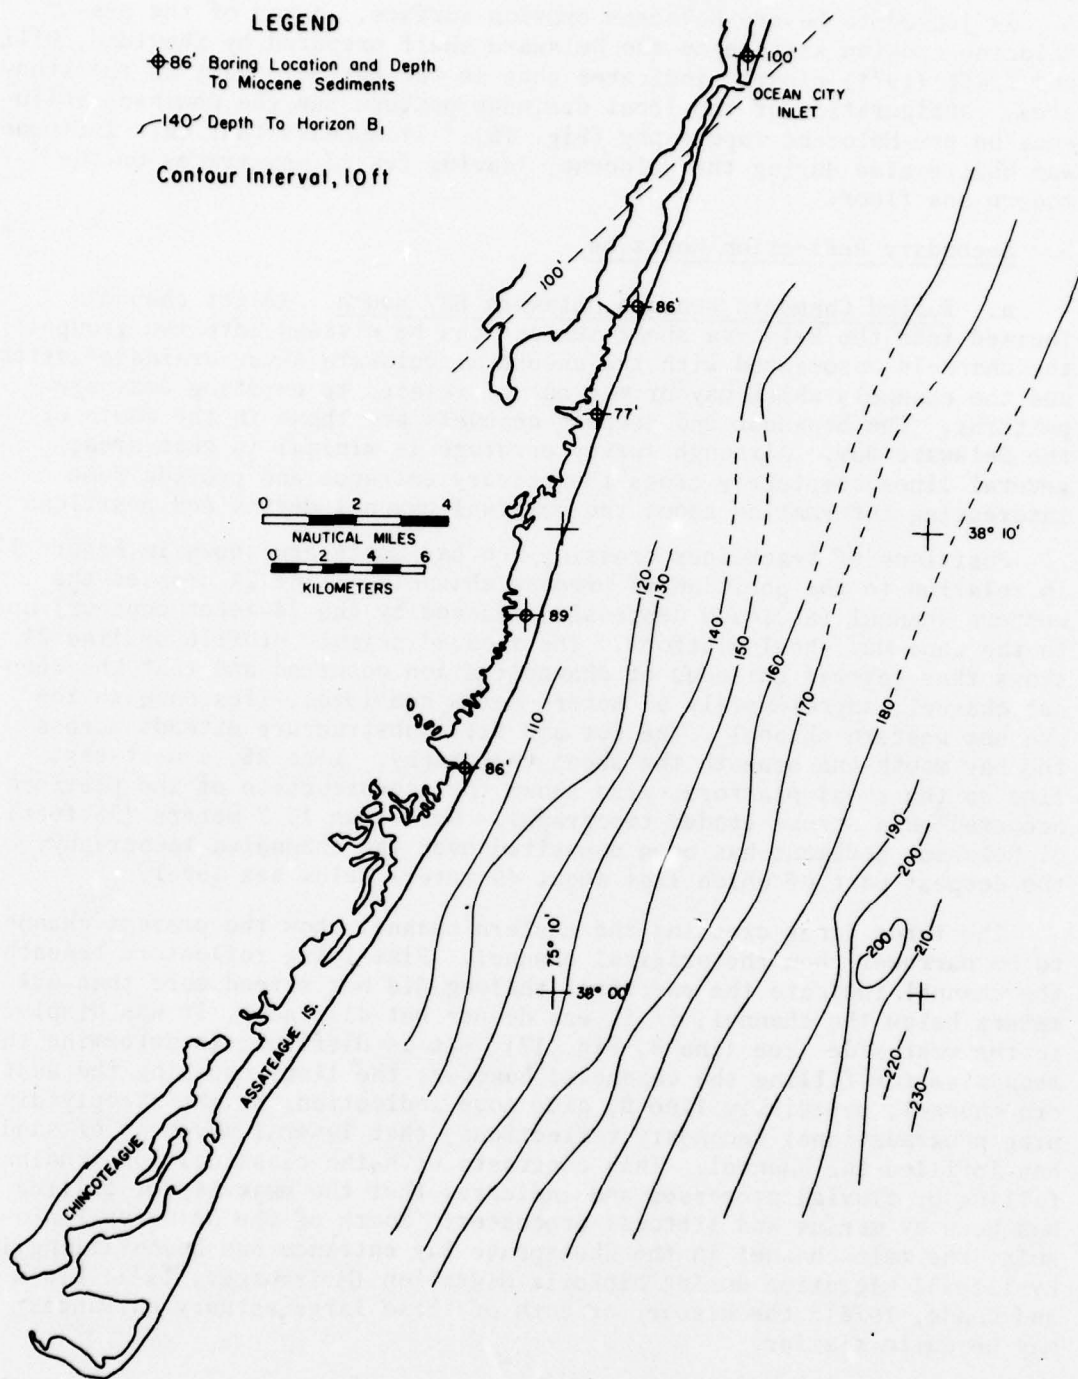 LEGEND
86' Boring Location and Depth
To Miocene Sediments
140 Depth To Horizon B₁
Contour Interval, 10 ft
100'
OCEAN CITY
INLET
100'
86'
77'
0 2 4
NAUTICAL MILES
0 2 4 6
KILOMETERS
38° 10'
89'
120
130
140
150
160
170
180
110
86'
190
200
200
210
75° 10'
38° 00'
220
230
ASSATEAGUE IS.
CHINCOTEAGUE